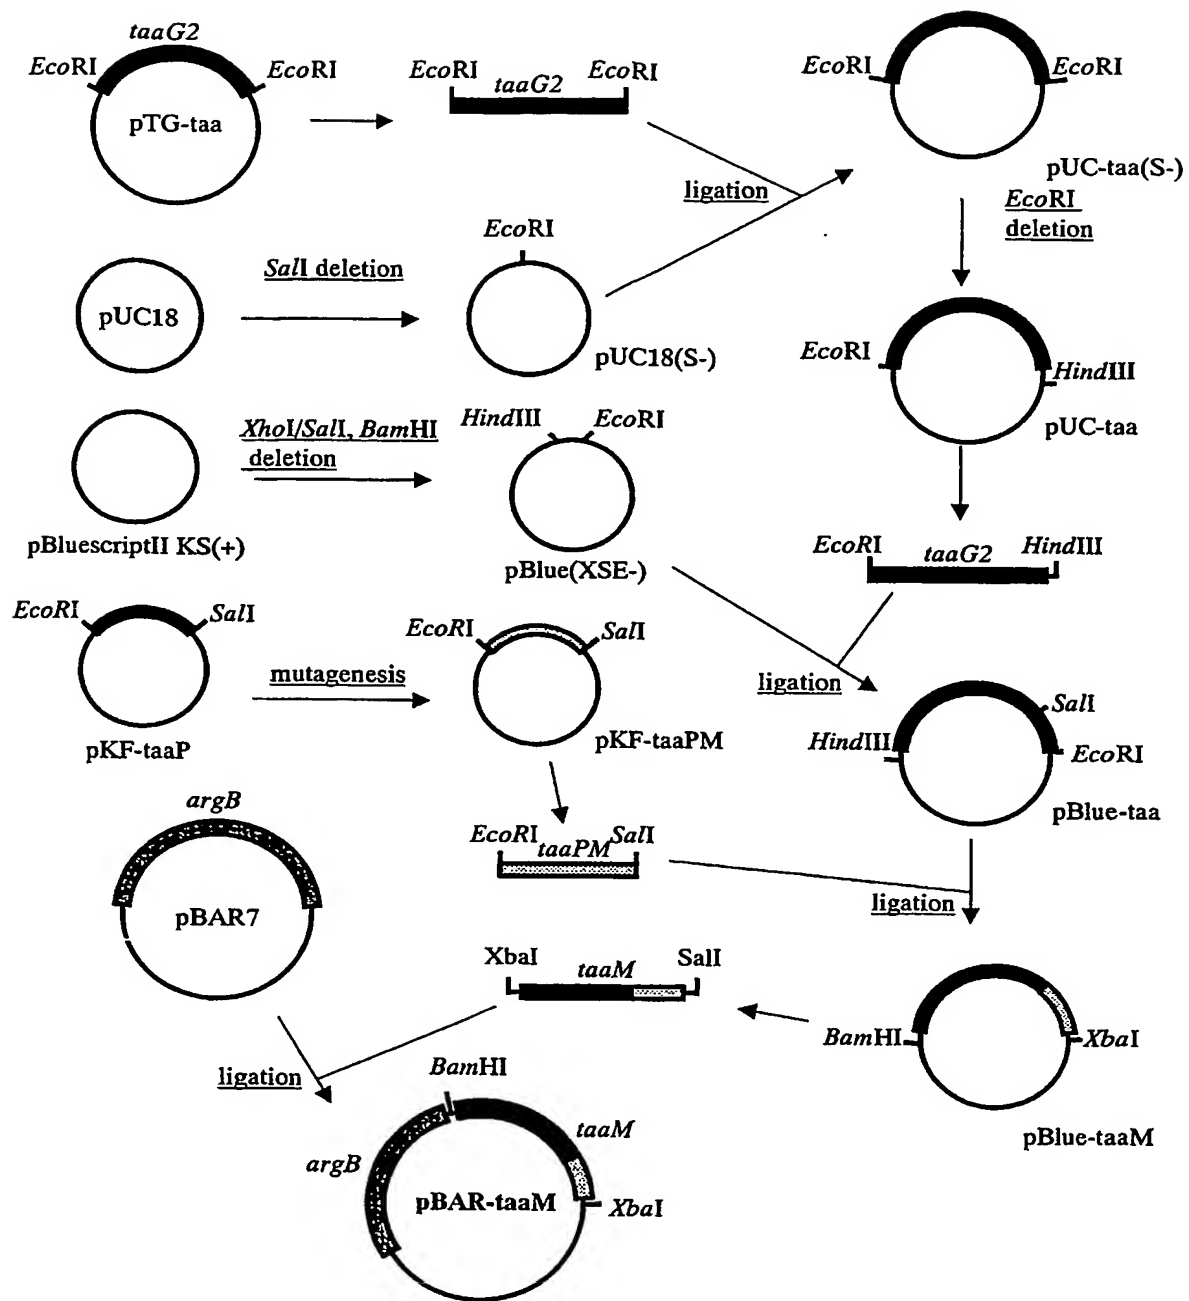 taaG2
EcoRI
EcoRI
pTG-taa
EcoRI
EcoRI
taaG2
EcoRI
EcoRI
pUC-taa(S-)
ligation
EcoRI
deletion
pUC18
SalI deletion
EcoRI
pUC18(S-)
EcoRI
HindIII
pUC-taa
pBluescriptII KS(+)
XhoI/SalI, BamHI
deletion
HindIII
EcoRI
pBlue(XSE-)
EcoRI
taaG2
HindIII
EcoRI
SalI
pKF-taaP
mutagenesis
EcoRI
SalI
pKF-taaPM
ligation
HindIII
SalI
EcoRI
pBlue-taa
argB
pBAR7
EcoRI
taaPM
SalI
ligation
XbaI
taaM
SalI
BamHI
XbaI
pBlue-taaM
ligation
BamHI
taaM
argB
pBAR-taaM
XbaI